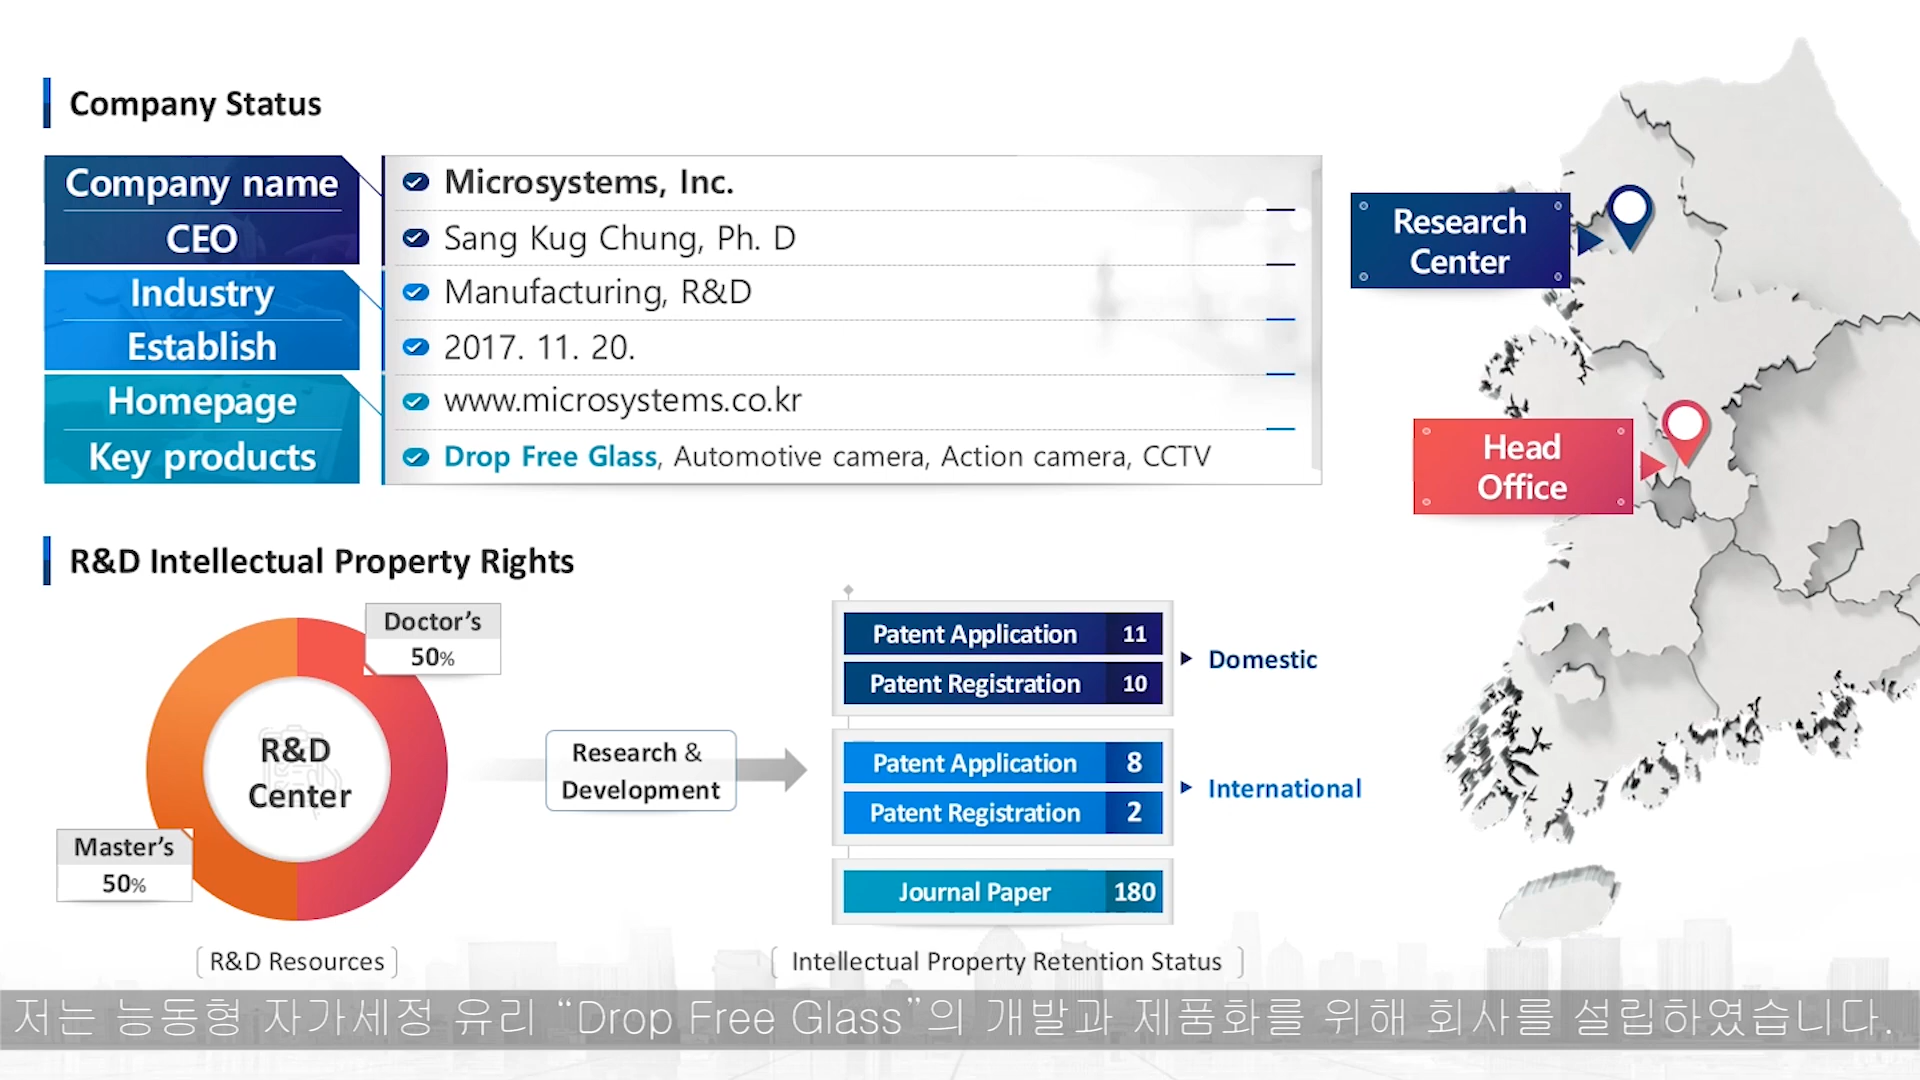 Company Status
Company name
Microsystems, Inc.
CEO
Sang Kug Chung, Ph. D
Industry
Manufacturing, R&D
Establish
2017. 11. 20.
Homepage
www.microsystems.co.kr
Key products
Drop Free Glass, Automotive camera, Action camera, CCTV
Research
Center
Head
Office
R&D Intellectual Property Rights
Doctor's
50%
R&D
Center
Master's
50%
[R&D Resources]
Research &
Development
Patent Application 11
Patent Registration 10
Domestic
Patent Application 8
Patent Registration 2
International
Journal Paper 180
[Intellectual Property Retention Status]
저는 능동형 자가세정 유리 “Drop Free Glass”의 개발과 제품화를 위해 회사를 설립하였습니다.